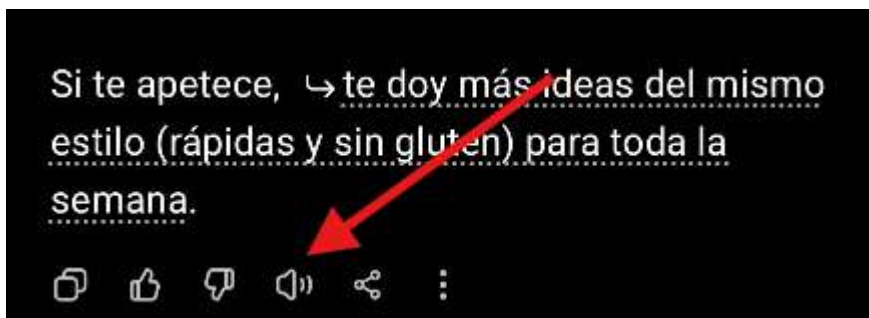 Si te apetece, ↳ te doy más ideas del mismo
estilo (rápidas y sin gluten) para toda la
semana.